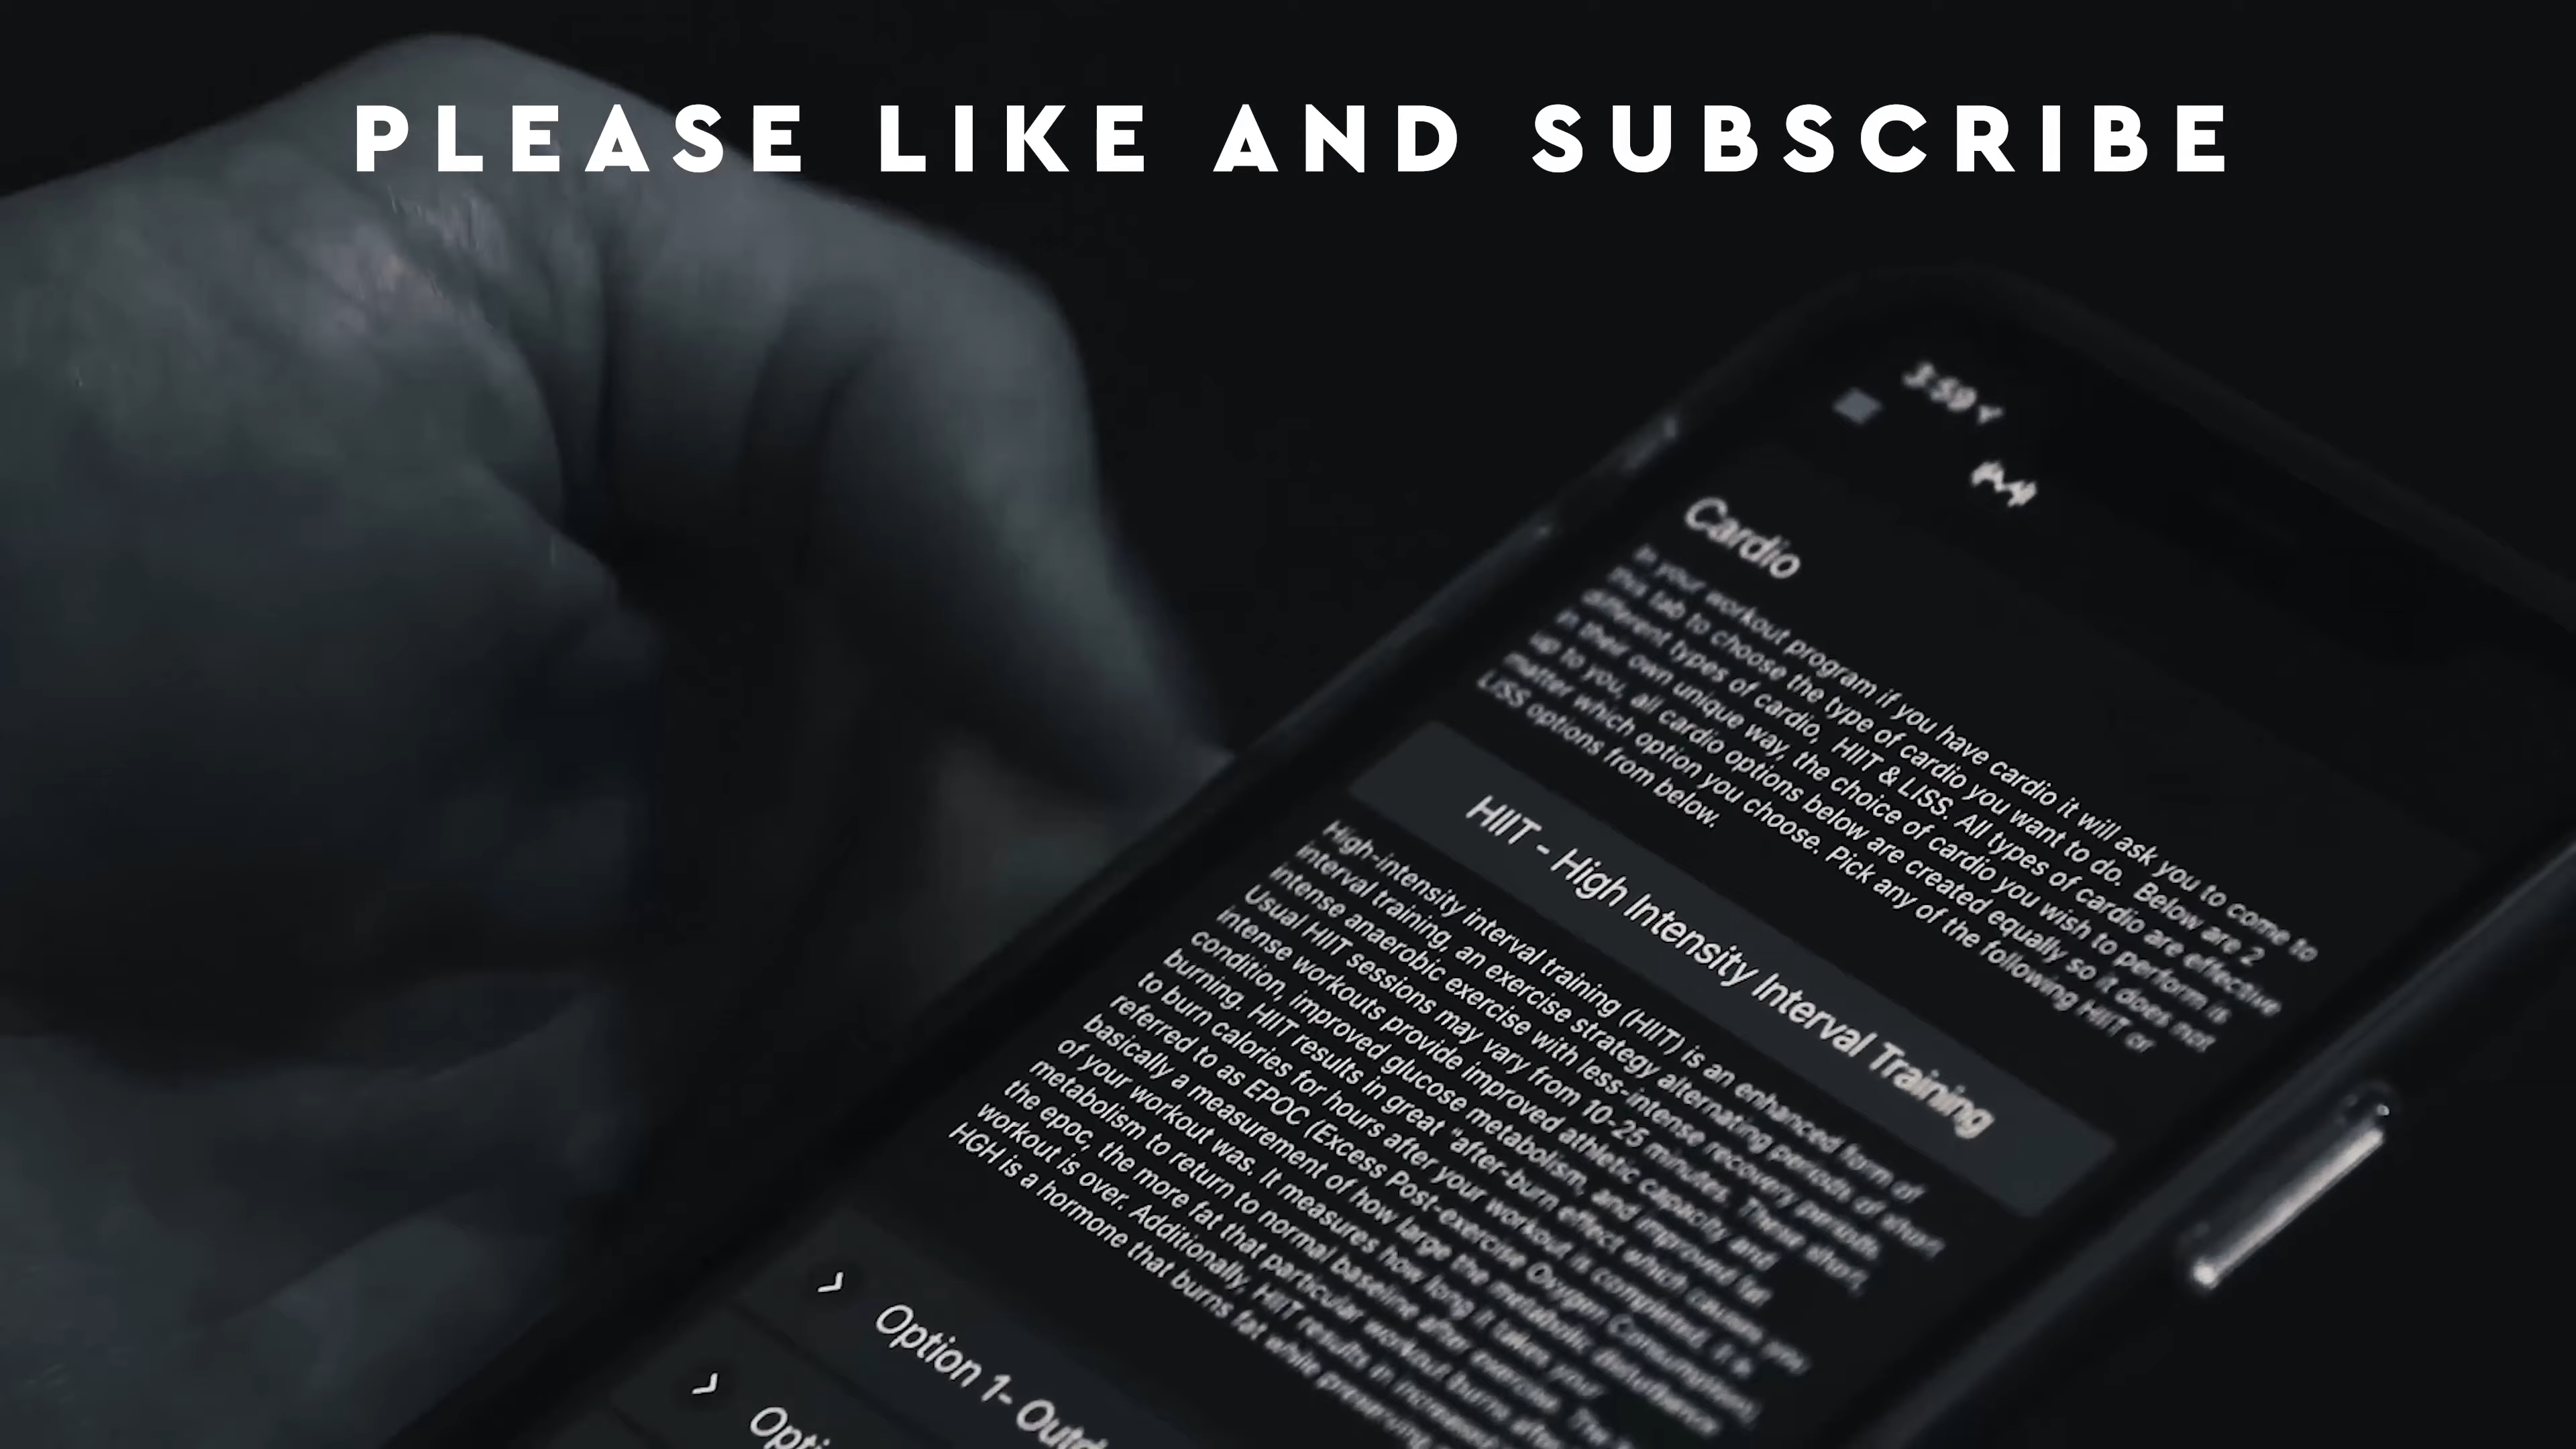 PLEASE LIKE AND SUBSCRIBE
3:59
Cardio
In your workout program if you have cardio it will ask you to come to
this tab to choose the type of cardio you want to do. Below are 2
different types of cardio, HIIT & LISS. All types of cardio are effective
in their own unique way, the choice of cardio you wish to perform is
up to you, all cardio options below are created equally so it does not
matter which option you choose. Pick any of the following HIIT or
LISS options from below.
HIIT - High Intensity Interval Training
High-intensity interval training (HIIT) is an enhanced form of
interval training, an exercise strategy alternating periods of short
intense anaerobic exercise with less-intense recovery periods.
Usual HIIT sessions may vary from 10-25 minutes. These short,
intense workouts provide improved athletic capacity and
condition, improved glucose metabolism, and improved fat
burning. HIIT results in great "after-burn effect which causes you
to burn calories for hours after your workout is completed. It is
referred to as EPOC (Excess Post-exercise Oxygen Consumption),
basically a measurement of how large the metabolic disturbance
of your workout was. It measures how long it takes your
metabolism to return to normal baseline after exercise. The
the epoc, the more fat that particular workout burns after
workout is over. Additionally, HIIT results in increased
HGH is a hormone that burns fat while preserving
Option 1- Outd
Opti